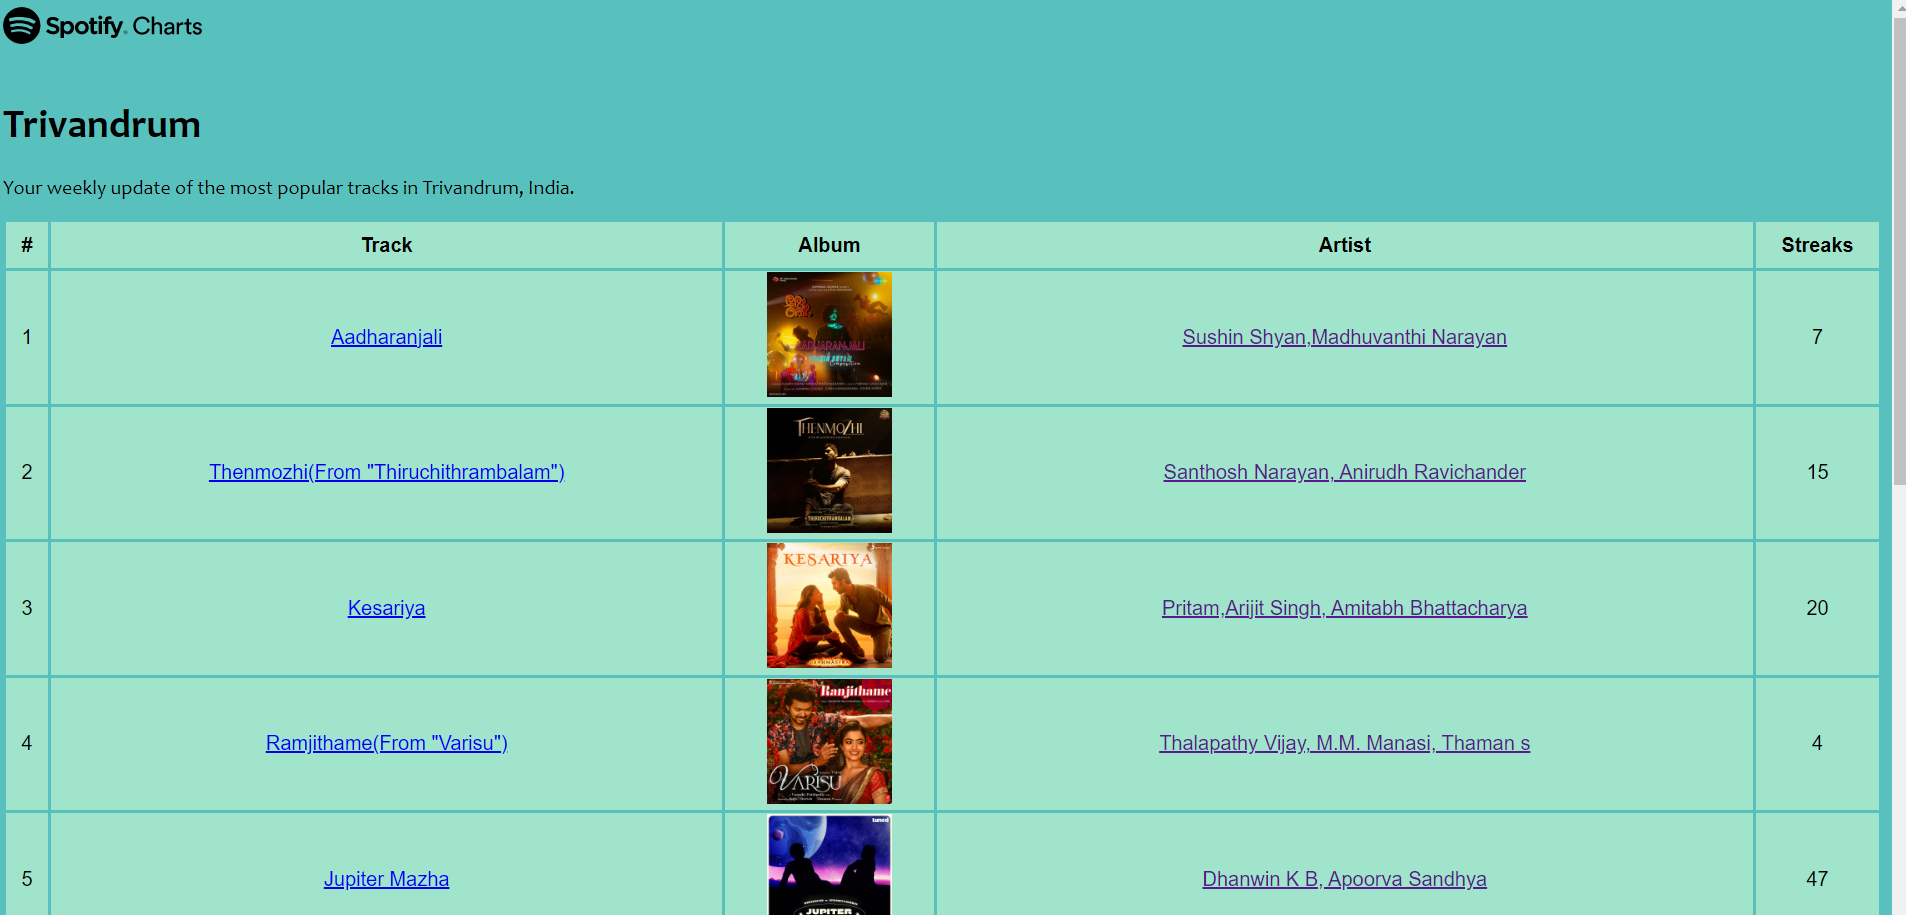 Spotify Charts
Trivandrum
Your weekly update of the most popular tracks in Trivandrum, India.
# Track Album Artist Streaks
1 Aadharanjali Sushin Shyan,Madhuvanthi Narayan 7
AADHARANJALI
2 Thenmozhi(From "Thiruchithrambalam") Santhosh Narayan, Anirudh Ravichander 15
THENMOZHI
THIRUCHITRAMBALAM
3 Kesariya Pritam,Arijit Singh, Amitabh Bhattacharya 20
KESARIYA
4 Ramjithame(From "Varisu") Thalapathy Vijay, M.M. Manasi, Thaman s 4
Ranjithame
VARISU
5 Jupiter Mazha Dhanwin K B, Apoorva Sandhya 47
tuned
JUPITER